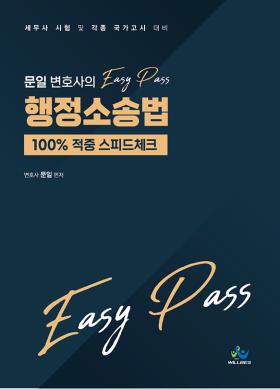 세무사 시험 및 각종 국가고시 대비
문일 변호사의 Easy Pass
행정소송법
100% 적중 스피드체크
변호사 문일 편저
Easy Pass
WILLBES